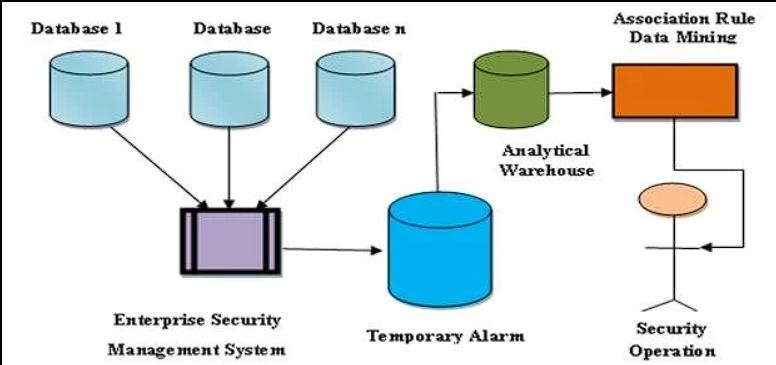 Database 1
Database
Database n
Association Rule
Data Mining
Analytical
Warehouse
Enterprise Security
Management System
Temporary Alarm
Security
Operation